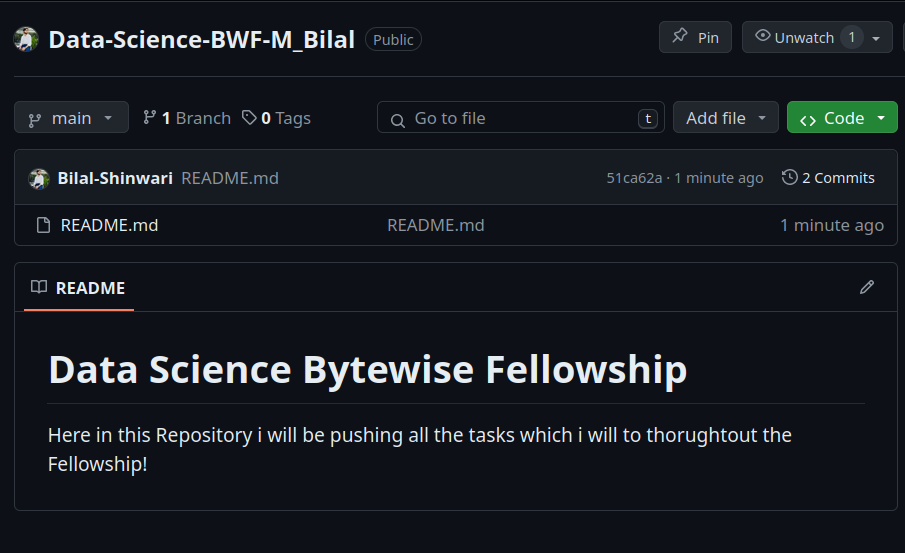 Data-Science-BWF-M_Bilal Public Pin Unwatch 1
main 1 Branch 0 Tags Go to file t Add file Code
Bilal-Shinwari README.md 51ca62a · 1 minute ago 2 Commits
README.md README.md 1 minute ago
README
Data Science Bytewise Fellowship
Here in this Repository i will be pushing all the tasks which i will to thorughtout the
Fellowship!